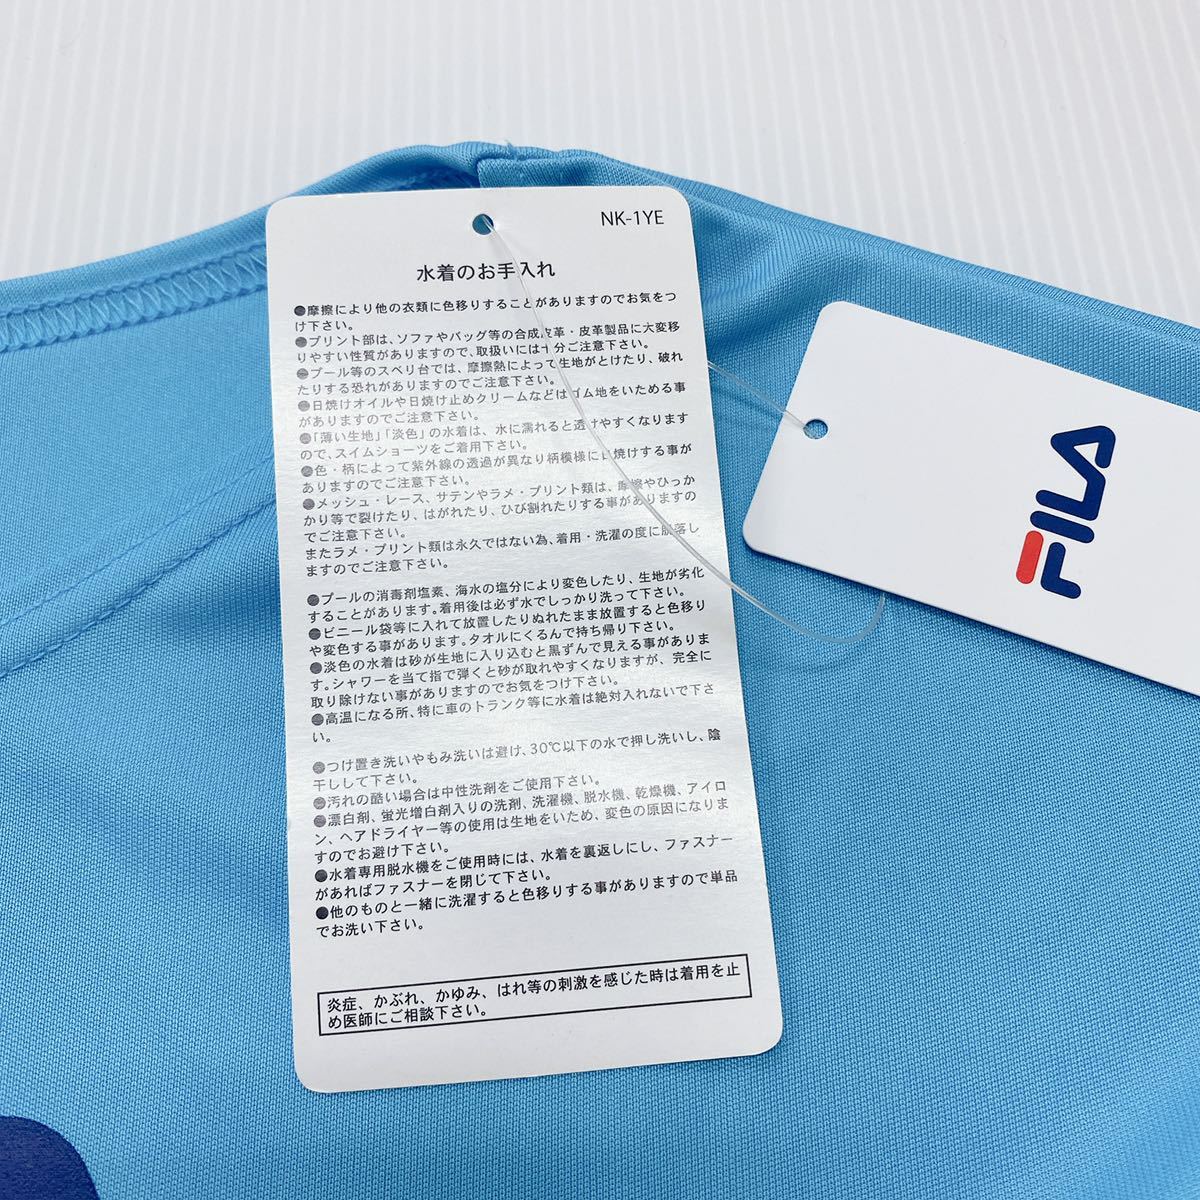 NK-1YE
水着のお手入れ
●摩擦により他の衣類に色移りすることがありますのでお気をつ
け下さい。
●プリント部は、ソファやバッグ等の合成皮革・皮革製品に大変移
りやすい性質がありますので、取扱いには十分ご注意下さい。
●プール等のスベリ台では、摩擦熱によって生地がとけたり、破れ
たりする恐れがありますのでご注意下さい。
●日焼けオイルや日焼け止めクリームなどはゴム地をいためる事
がありますのでご注意下さい。
●「薄い生地」「淡色」の水着は、水に濡れると透けやすくなります
ので、スイムショーツをご着用下さい。
●色・柄によって紫外線の透過が異なり柄模様に日焼けする事が
ありますのでご注意下さい。
●メッシュ・レース、サテンやラメ・プリント類は、摩擦やひっか
かり等で裂けたり、はがれたり、ひび割れたりする事がありますの
でご注意下さい。
またラメ・プリント類は永久ではない為、着用・洗濯の度に脱落し
ますのでご注意下さい。
●プールの消毒剤塩素、海水の塩分により変色したり、生地が劣化
することがあります。着用後は必ず水でしっかり洗って下さい。
●ビニール袋等に入れて放置したりぬれたまま放置すると色移り
や変色する事があります。タオルにくるんで持ち帰り下さい。
●淡色の水着は砂が生地に入り込むと黒ずんで見える事がありま
す。シャワーを当て指で弾くと砂が取れやすくなりますが、完全に
取り除けない事がありますのでお気をつけ下さい。
●高温になる所、特に車のトランク等に水着は絶対入れないで下さ
い。
●つけ置き洗いやもみ洗いは避け、30℃以下の水で押し洗いし、陰
干しして下さい。
●汚れの酷い場合は中性洗剤をご使用下さい。
●漂白剤、蛍光増白剤入りの洗剤、洗濯機、脱水機、乾燥機、アイロ
ン、ヘアドライヤー等の使用は生地をいため、変色の原因になりま
すのでお避け下さい。
●水着専用脱水機をご使用時には、水着を裏返しにし、ファスナー
があればファスナーを閉じて下さい。
●他のものと一緒に洗濯すると色移りする事がありますので単品
でお洗い下さい。
炎症、かぶれ、かゆみ、はれ等の刺激を感じた時は着用を止
め医師にご相談下さい。
FILA